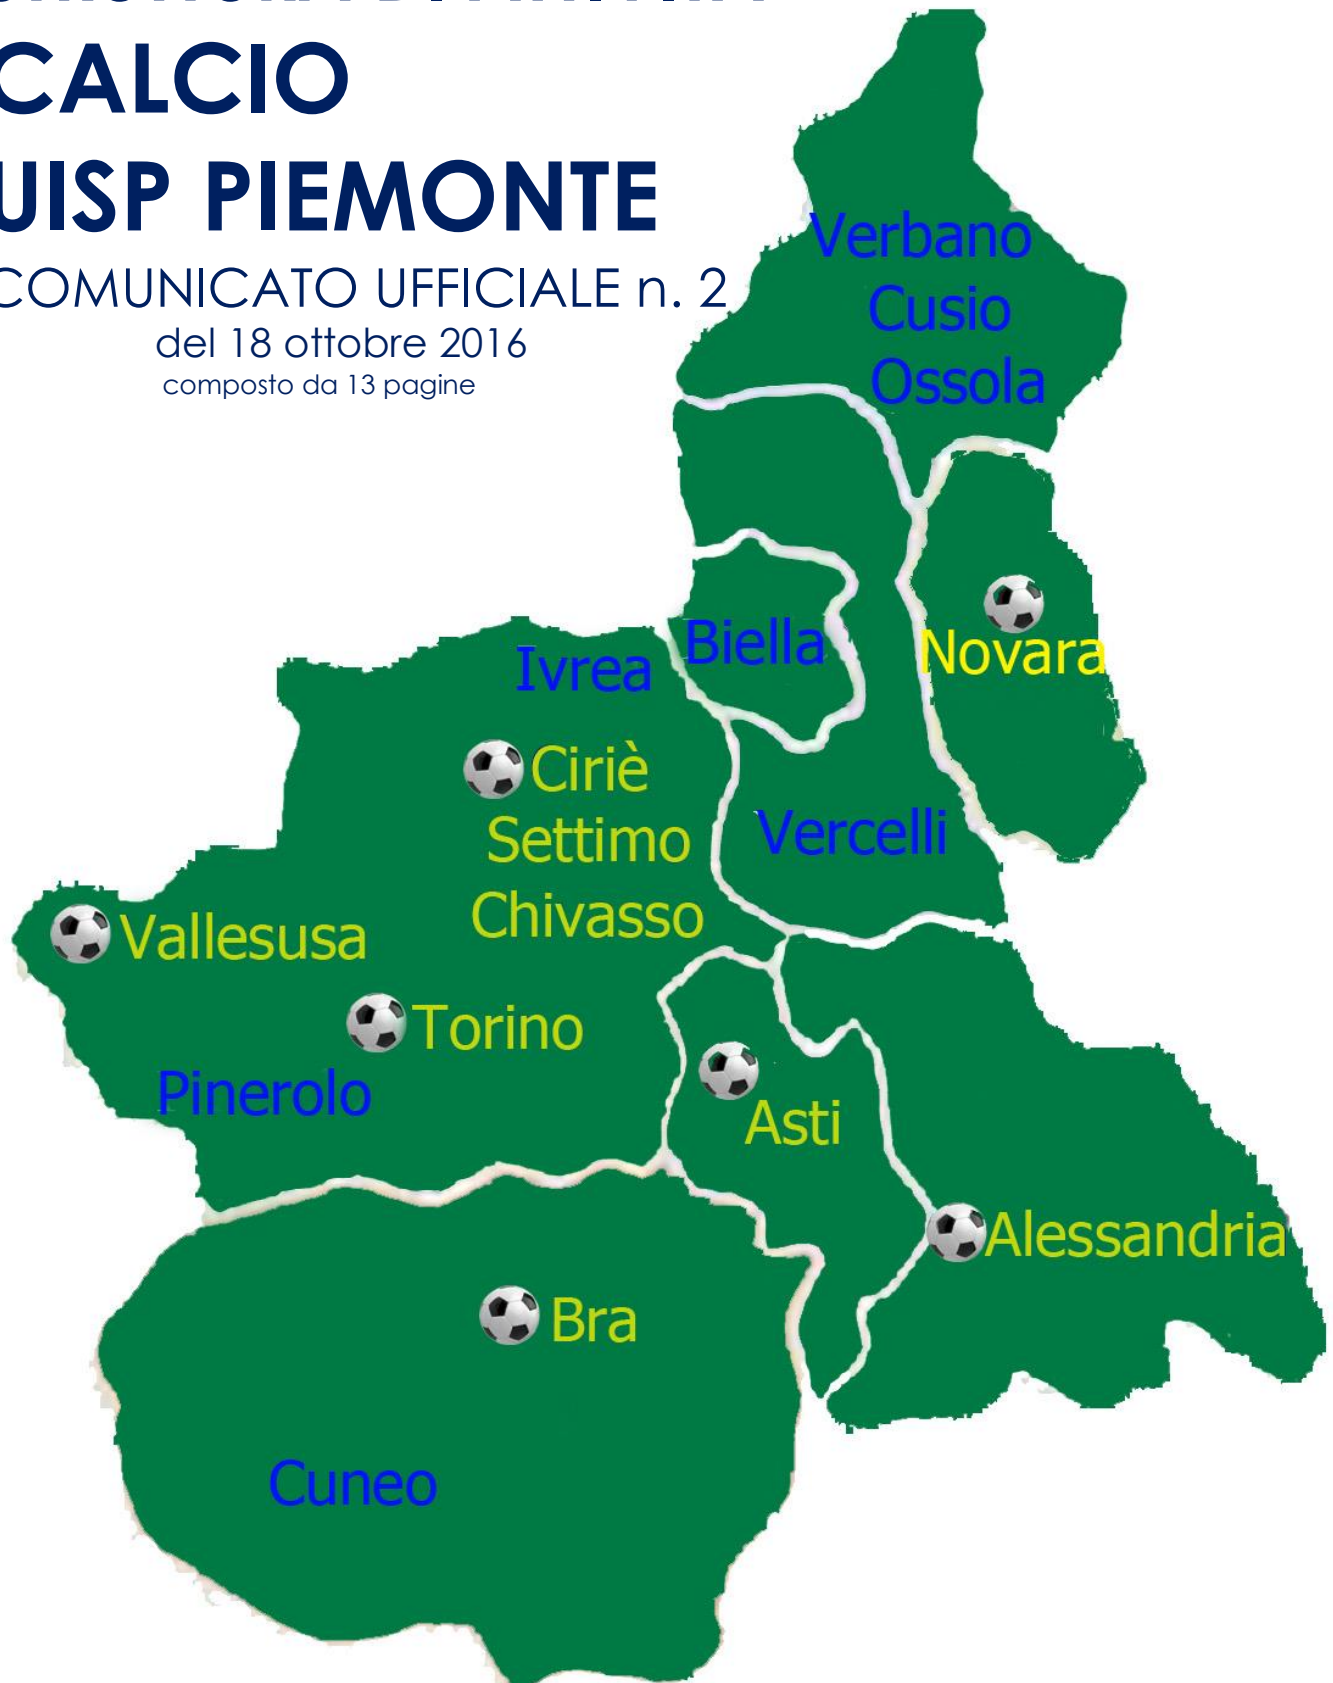 CALCIO
UISP PIEMONTE
COMUNICATO UFFICIALE n. 2
del 18 ottobre 2016
composto da 13 pagine
Verbano
Cusio
Ossola
Biella
Novara
Ivrea
Ciriè
Settimo
Chivasso
Vercelli
Vallesusa
Torino
Pinerolo
Asti
Alessandria
Bra
Cuneo